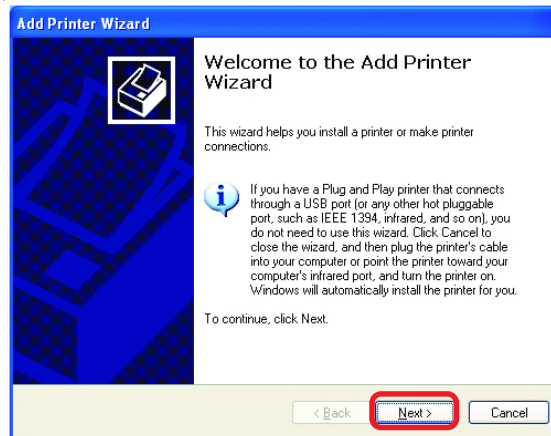 Add Printer Wizard
Welcome to the Add Printer
Wizard
This wizard helps you install a printer or make printer
connections.
If you have a Plug and Play printer that connects
through a USB port (or any other hot pluggable
port, such as IEEE 1394, infrared, and so on), you
do not need to use this wizard. Click Cancel to
close the wizard, and then plug the printer's cable
into your computer or point the printer toward your
computer's infrared port, and turn the printer on.
Windows will automatically install the printer for you.
To continue, click Next.
< Back Next > Cancel